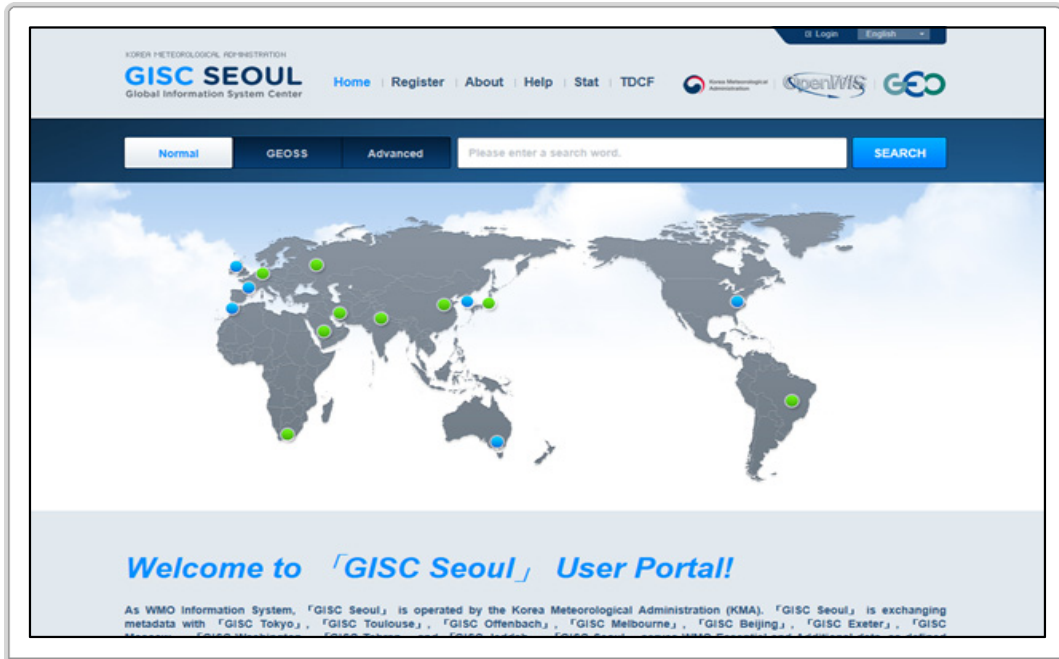 Login English
KOREA METEOROLOGICAL ADMINISTRATION
GISC SEOUL
Global Information System Center
Home Register About Help Stat TDCF
Korea Meteorological
Administration
OpenWIS
GEO
Normal GEOSS Advanced Please enter a search word. SEARCH
Welcome to 「GISC Seoul」 User Portal!
As WMO Information System, 「GISC Seoul」 is operated by the Korea Meteorological Administration (KMA). 「GISC Seoul」 is exchanging
metadata with 「GISC Tokyo」, 「GISC Toulouse」, 「GISC Offenbach」, 「GISC Melbourne」, 「GISC Beijing」, 「GISC Exeter」, 「GISC